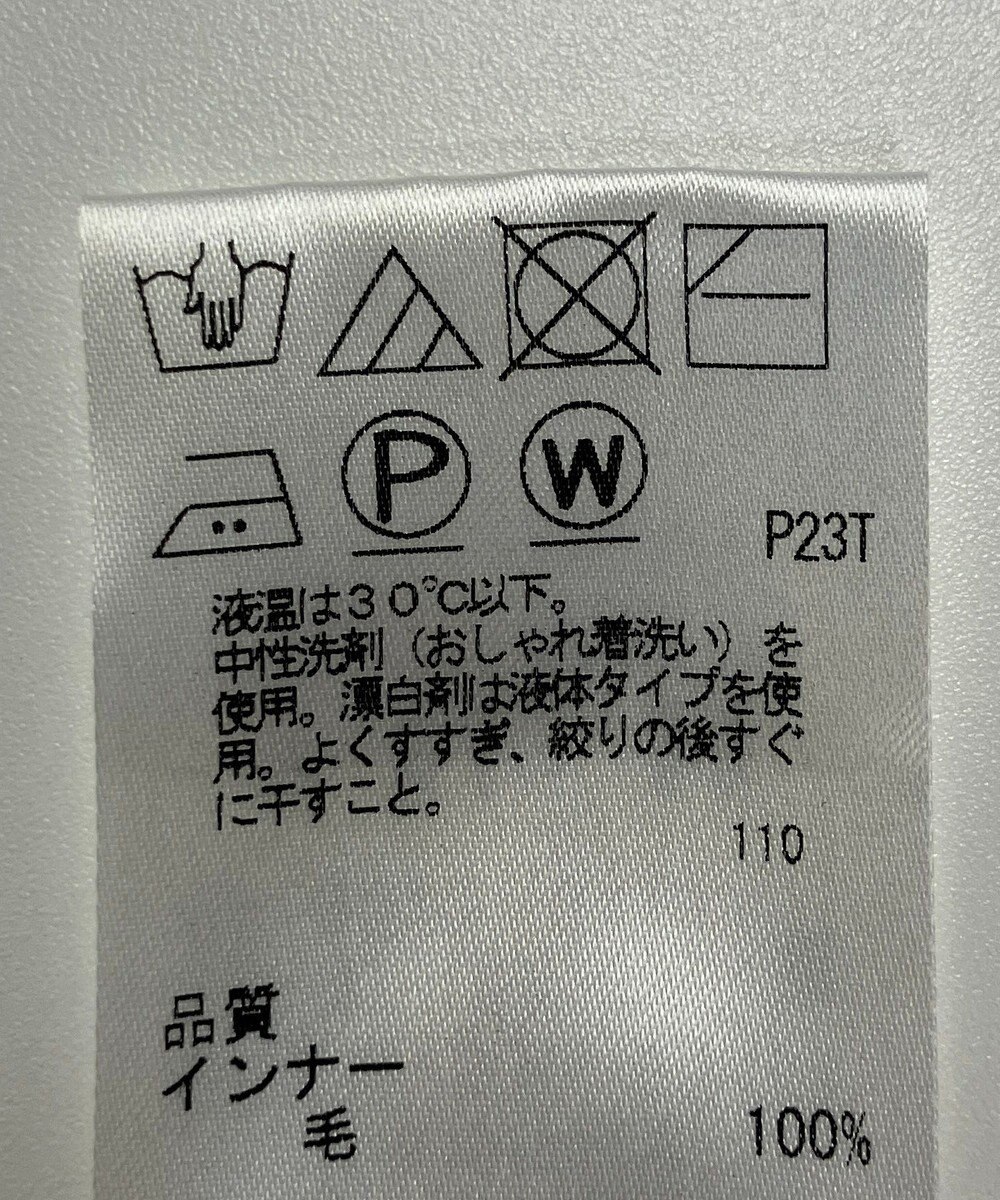 P
W
P23T
液温は30℃以下。
中性洗剤（おしゃれ着洗い）を
使用。漂白剤は液体タイプを使
用。よくすすぎ、絞りの後すぐ
に干すこと。
110
品質
インナー
毛 100%